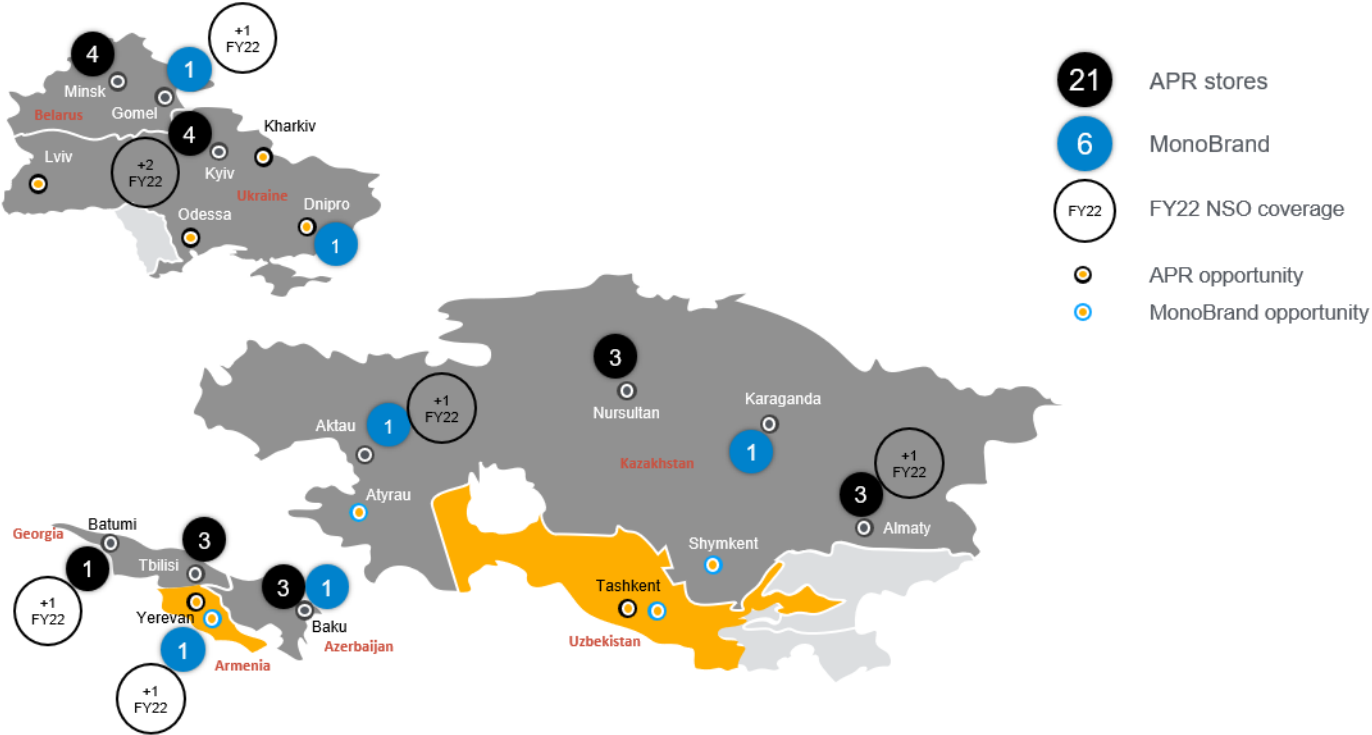 +1
FY22
4
1
Minsk
Gomel
Belarus
4
Kharkiv
Lviv
+2
FY22
Kyiv
Ukraine
Odessa
Dnipro
1
21
APR stores
6
MonoBrand
FY22
FY22 NSO coverage
APR opportunity
MonoBrand opportunity
3
Nursultan
Karaganda
1
Kazakhstan
+1
FY22
Aktau
1
Atyrau
+1
FY22
3
Almaty
Shymkent
Tashkent
Uzbekistan
Georgia
Batumi
3
1
Tbilisi
+1
FY22
3
1
Yerevan
Baku
Azerbaijan
1
Armenia
+1
FY22